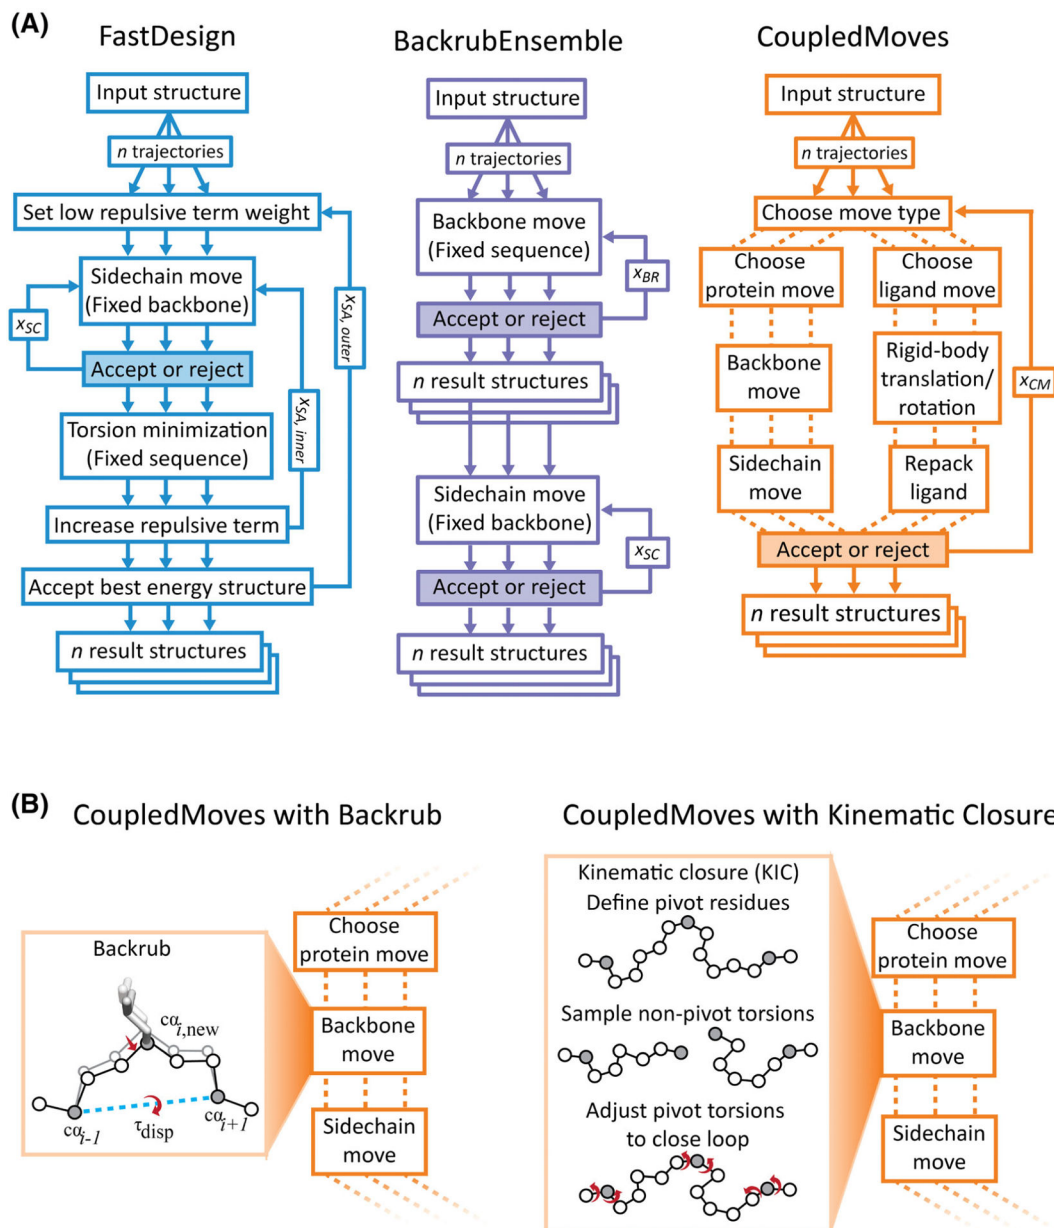 (A)
FastDesign
Input structure
n trajectories
Set low repulsive term weight
Sidechain move
(Fixed backbone)
xSC
Accept or reject
Torsion minimization
(Fixed sequence)
Increase repulsive term
Accept best energy structure
n result structures
xSA, inner
xSA, outer
BackrubEnsemble
Input structure
n trajectories
Backbone move
(Fixed sequence)
xBR
Accept or reject
n result structures
Sidechain move
(Fixed backbone)
xSC
Accept or reject
n result structures
CoupledMoves
Input structure
n trajectories
Choose move type
Choose
protein move
Backbone
move
Sidechain
move
Choose
ligand move
Rigid-body
translation/
rotation
Repack
ligand
xCM
Accept or reject
n result structures
(B)
CoupledMoves with Backrub
Backrub
cαi,new
cαi-1
τdisp
cαi+1
Choose
protein move
Backbone
move
Sidechain
move
CoupledMoves with Kinematic Closure
Kinematic closure (KIC)
Define pivot residues
Sample non-pivot torsions
Adjust pivot torsions
to close loop
Choose
protein move
Backbone
move
Sidechain
move